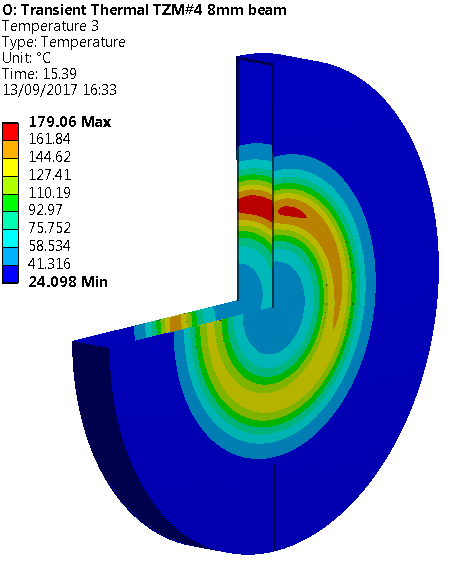 O: Transient Thermal TZM#4 8mm beam
Temperature 3
Type: Temperature
Unit: °C
Time: 15.39
13/09/2017 16:33
179.06 Max
161.84
144.62
127.41
110.19
92.97
75.752
58.534
41.316
24.098 Min